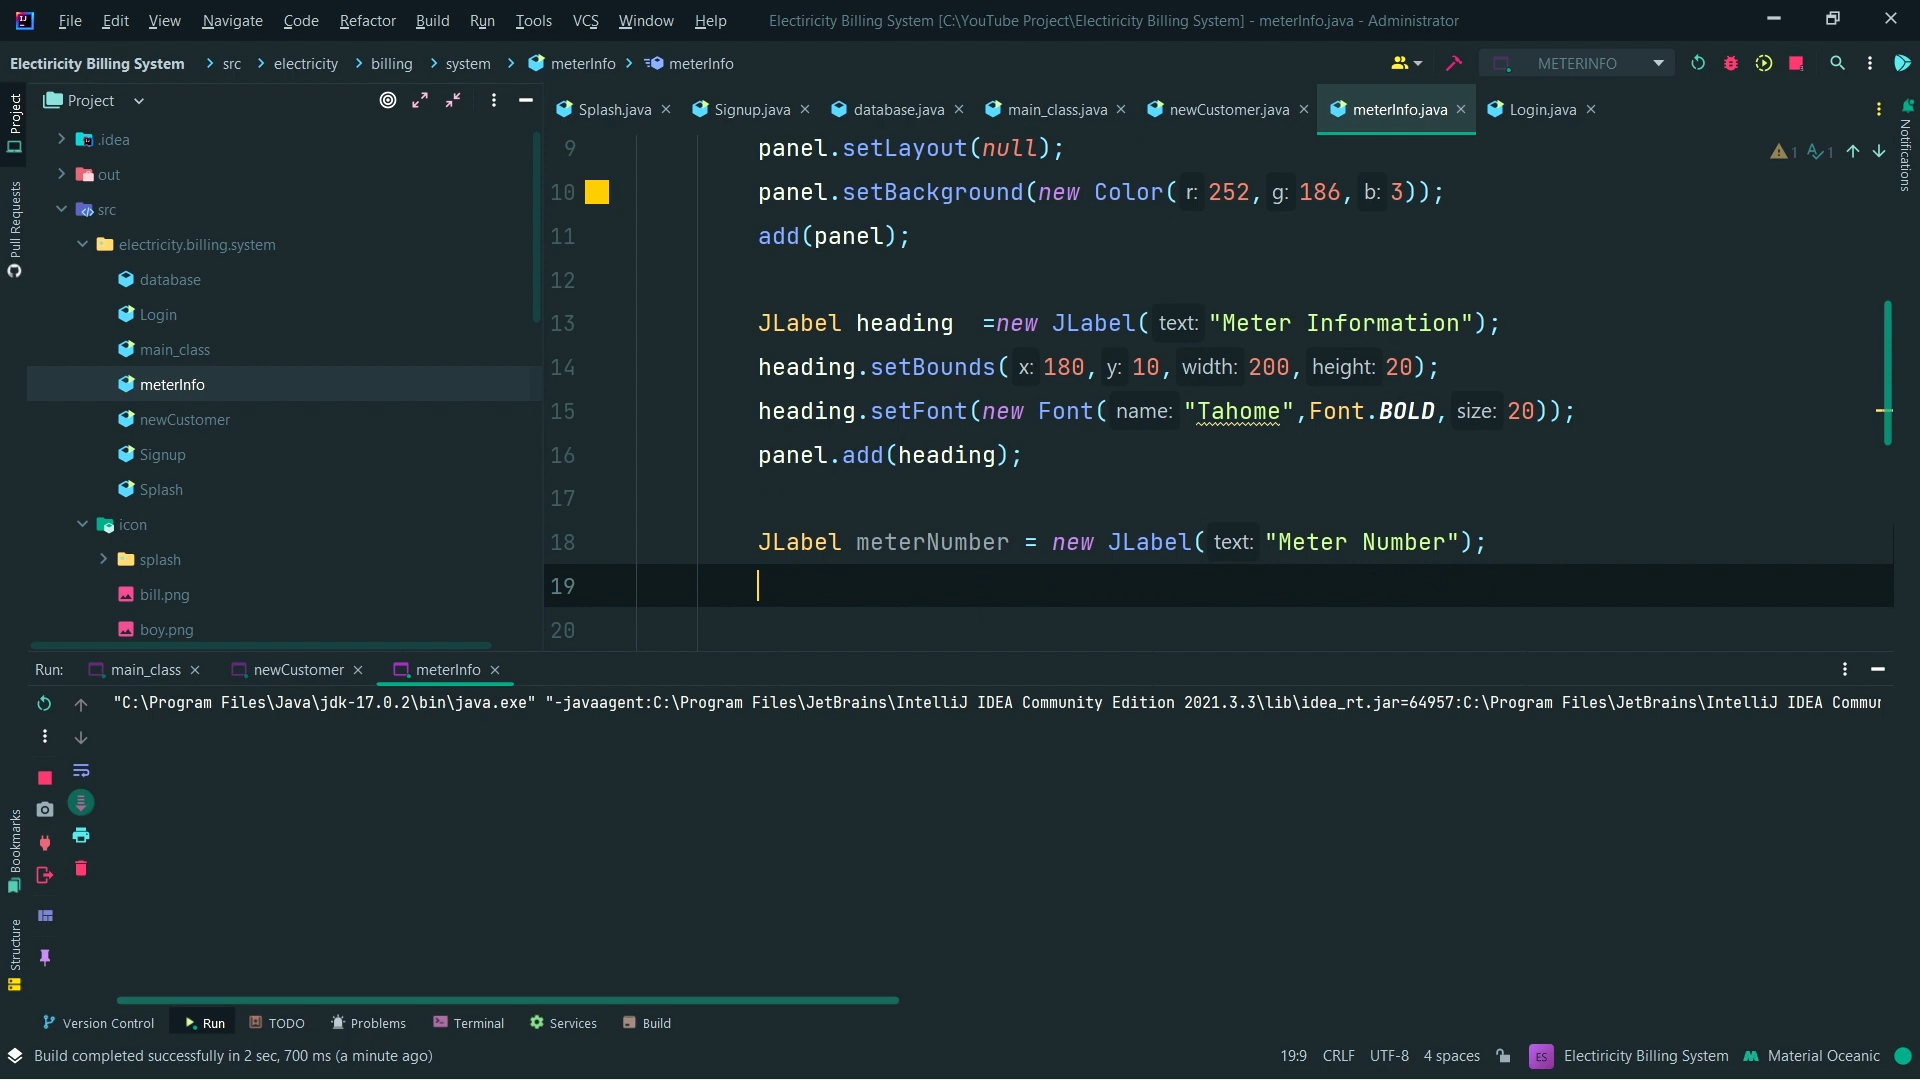 File Edit View Navigate Code Refactor Build Run Tools VCS Window Help Electiricity Billing System [C:\YouTube Project\Electiricity Billing System] - meterInfo.java - Administrator
Electiricity Billing System src electricity billing system meterInfo meterInfo METERINFO
Project
Splash.java Signup.java database.java main_class.java newCustomer.java meterInfo.java Login.java
Project
Pull Requests
Bookmarks
Structure
Notifications
.idea
out
src
electricity.billing.system
database
Login
main_class
meterInfo
newCustomer
Signup
Splash
icon
splash
bill.png
boy.png
1 1
9 panel.setLayout(null);
10 panel.setBackground(new Color( r: 252, g: 186, b: 3));
11 add(panel);
12
13 JLabel heading =new JLabel( text: "Meter Information");
14 heading.setBounds( x: 180, y: 10, width: 200, height: 20);
15 heading.setFont(new Font( name: "Tahome",Font.BOLD, size: 20));
16 panel.add(heading);
17
18 JLabel meterNumber = new JLabel( text: "Meter Number");
19
20
Run: main_class newCustomer meterInfo
"C:\Program Files\Java\jdk-17.0.2\bin\java.exe" "-javaagent:C:\Program Files\JetBrains\IntelliJ IDEA Community Edition 2021.3.3\lib\idea_rt.jar=64957:C:\Program Files\JetBrains\IntelliJ IDEA Commun
Version Control Run TODO Problems Terminal Services Build
Build completed successfully in 2 sec, 700 ms (a minute ago) 19:9 CRLF UTF-8 4 spaces ES Electiricity Billing System Material Oceanic